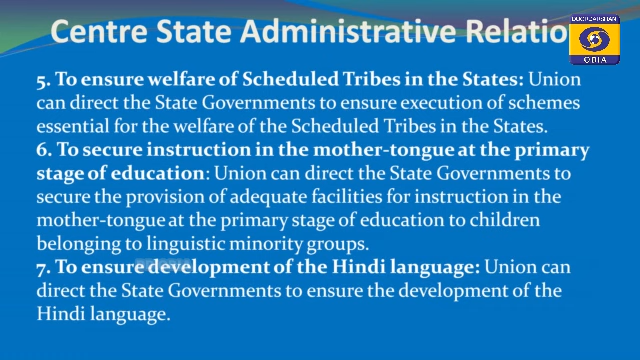 Centre State Administrative Relatio
DOORDARSHAN
ODIA
5. To ensure welfare of Scheduled Tribes in the States: Union
can direct the State Governments to ensure execution of schemes
essential for the welfare of the Scheduled Tribes in the States.
6. To secure instruction in the mother-tongue at the primary
stage of education: Union can direct the State Governments to
secure the provision of adequate facilities for instruction in the
mother-tongue at the primary stage of education to children
belonging to linguistic minority groups.
7. To ensure development of the Hindi language: Union can
direct the State Governments to ensure the development of the
Hindi language.